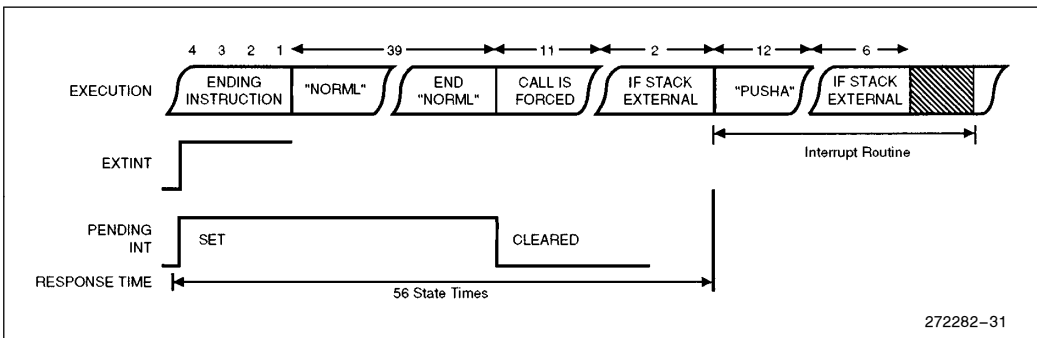 4 3 2 1 39 11 2 12 6
EXECUTION
ENDING INSTRUCTION
"NORML"
END "NORML"
CALL IS FORCED
IF STACK EXTERNAL
"PUSHA"
IF STACK EXTERNAL
Interrupt Routine
EXTINT
PENDING INT
SET
CLEARED
RESPONSE TIME
56 State Times
272282-31